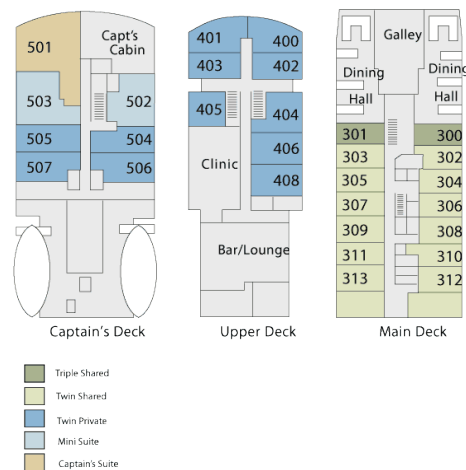 501
Capt's
Cabin
503
502
505
504
507
506
Captain's Deck
401
400
403
402
405
404
406
Clinic
408
Bar/Lounge
Upper Deck
Galley
Dining
Hall
Dining
Hall
301
300
303
302
305
304
307
306
309
308
311
310
313
312
Main Deck
Triple Shared
Twin Shared
Twin Private
Mini Suite
Captain's Suite